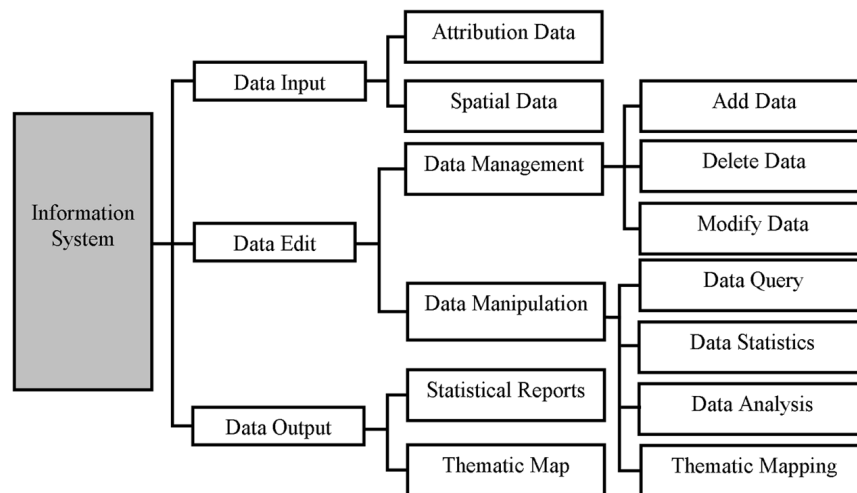 Information
System
Data Input
Attribution Data
Spatial Data
Data Edit
Data Management
Add Data
Delete Data
Modify Data
Data Manipulation
Data Query
Data Statistics
Data Analysis
Thematic Mapping
Data Output
Statistical Reports
Thematic Map